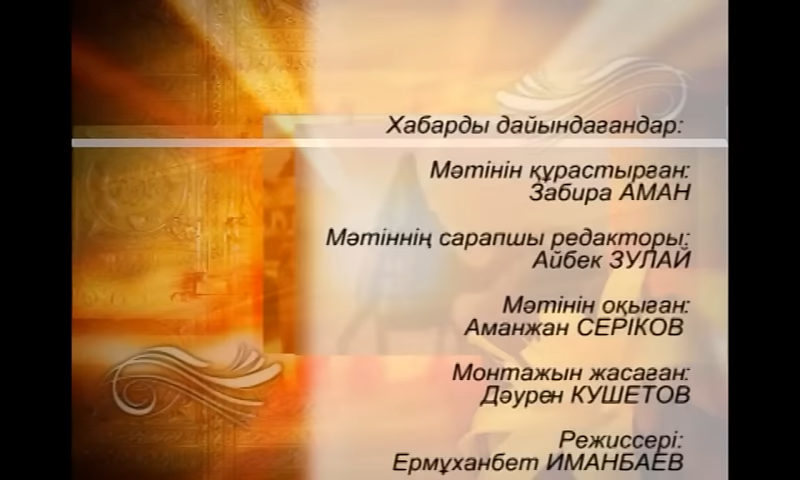 Хабарды дайындағандар:
Мәтінін құрастырған:
Забира АМАН
Мәтіннің сарапшы редакторы:
Айбек ЗУЛАЙ
Мәтінін оқыған:
Аманжан СЕРІКОВ
Монтажын жасаған:
Дәурен КУШЕТОВ
Режиссері:
Ермұханбет ИМАНБАЕВ